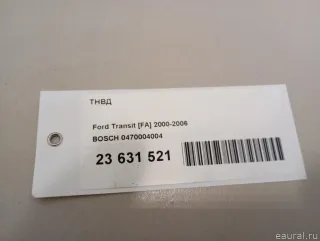 ТНВД
Ford Transit [FA] 2000-2006
BOSCH 0470004004
23 631 521
© eaural.ru